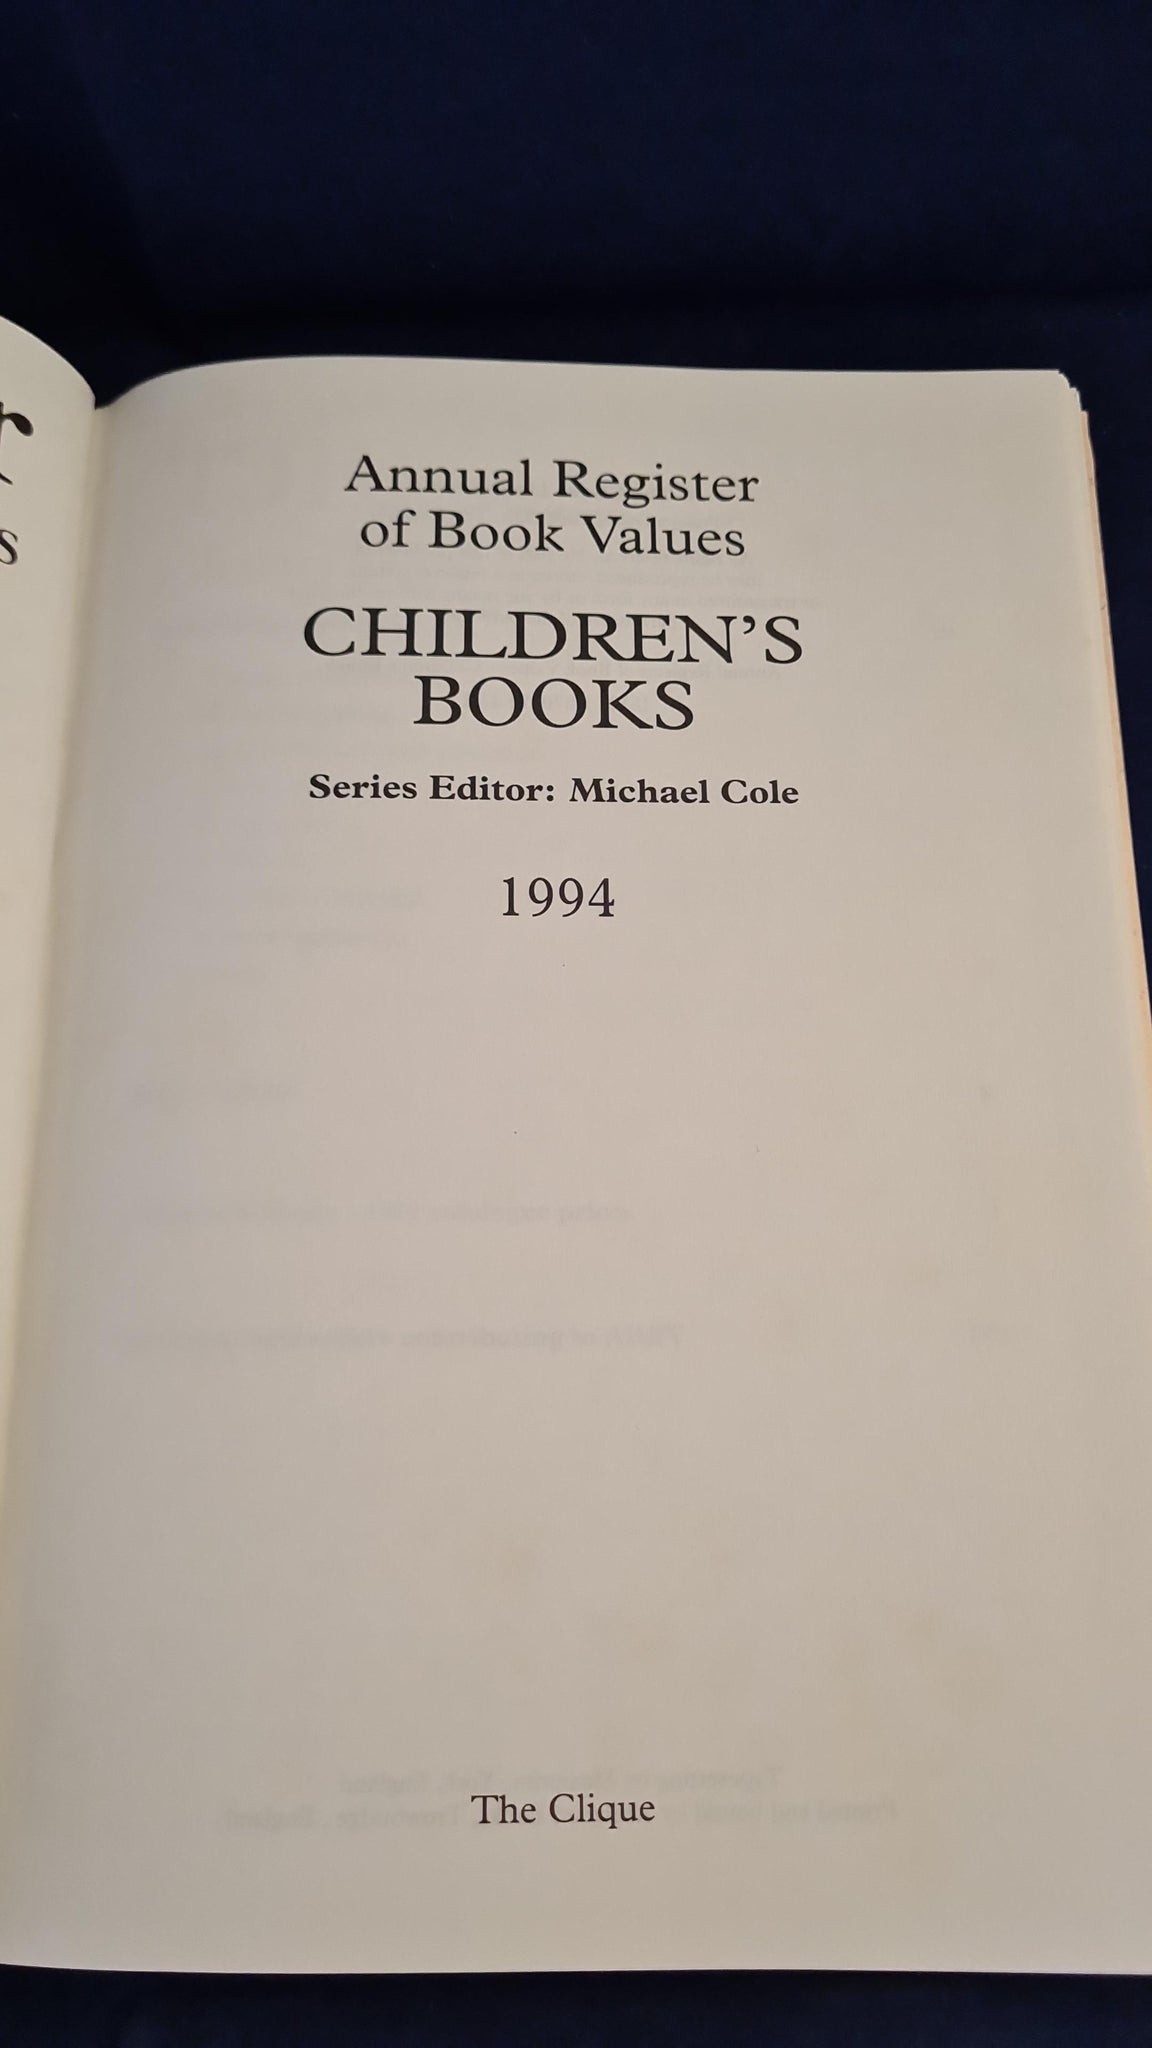 Annual Register
of Book Values
CHILDREN'S
BOOKS
Series Editor: Michael Cole
1994
The Clique